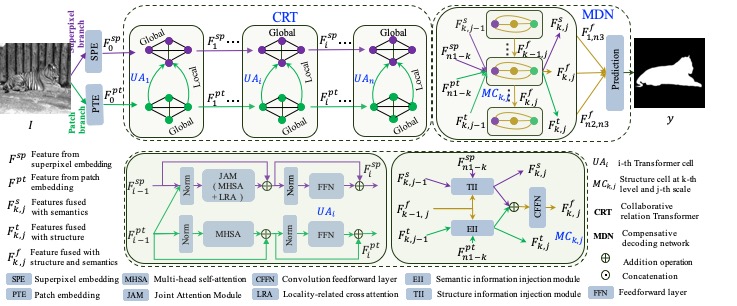 CRT
MDN
Superpixel branch
SPE
F_0^{sp}
Global
F_1^{sp} ...
Global
F_i^{sp} ...
Global
UA_1
Local
UA_i
Local
UA_n
Local
Patch branch
PTE
F_0^{pt}
Global
F_1^{pt} ...
Global
F_i^{pt} ...
Global
F_{k,j-1}^s
F_{k,j}^s
F_{n1-k}^{sp}
F_{k-1,j}^f
F_{k,j}^f
F_{n1-k}^{pt}
MC_{k,j}
F_{k,j}^f
F_{k,j-1}^t
F_{k,j}^t
F_{1,n3}^f
F_{n2,n3}^f
Prediction
I
y
F^{sp} Feature from superpixel embedding
F^{pt} Feature from patch embedding
F_{k,j}^s Features fused with semantics
F_{k,j}^t Features fused with structure
F_{k,j}^f Feature fused with structure and semantics
F_{i-1}^{sp}
Norm
JAM
( MHSA
+ LRA )
Norm
FFN
F_i^{sp}
UA_i
F_{i-1}^{pt}
Norm
MHSA
Norm
FFN
F_i^{pt}
F_{n1-k}^{sp}
F_{k,j-1}^s
TII
F_{k,j}^s
F_{k-1,j}^f
CFFN
F_{k,j}^f
F_{k,j-1}^t
EII
F_{k,j}^t
F_{n1-k}^{pt}
MC_{k,j}
UA_i i-th Transformer cell
MC_{k,j} Structure cell at k-th level and j-th scale
CRT Collaborative relation Transformer
MDN Compensative decoding network
⊕ Addition operation
⊙ Concatenation
SPE Superpixel embedding
MHSA Multi-head self-attention
CFFN Convolution feedforward layer
EII Semantic information injection module
FFN Feedforward layer
PTE Patch embedding
JAM Joint Attention Module
LRA Locality-related cross attention
TII Structure information injection module